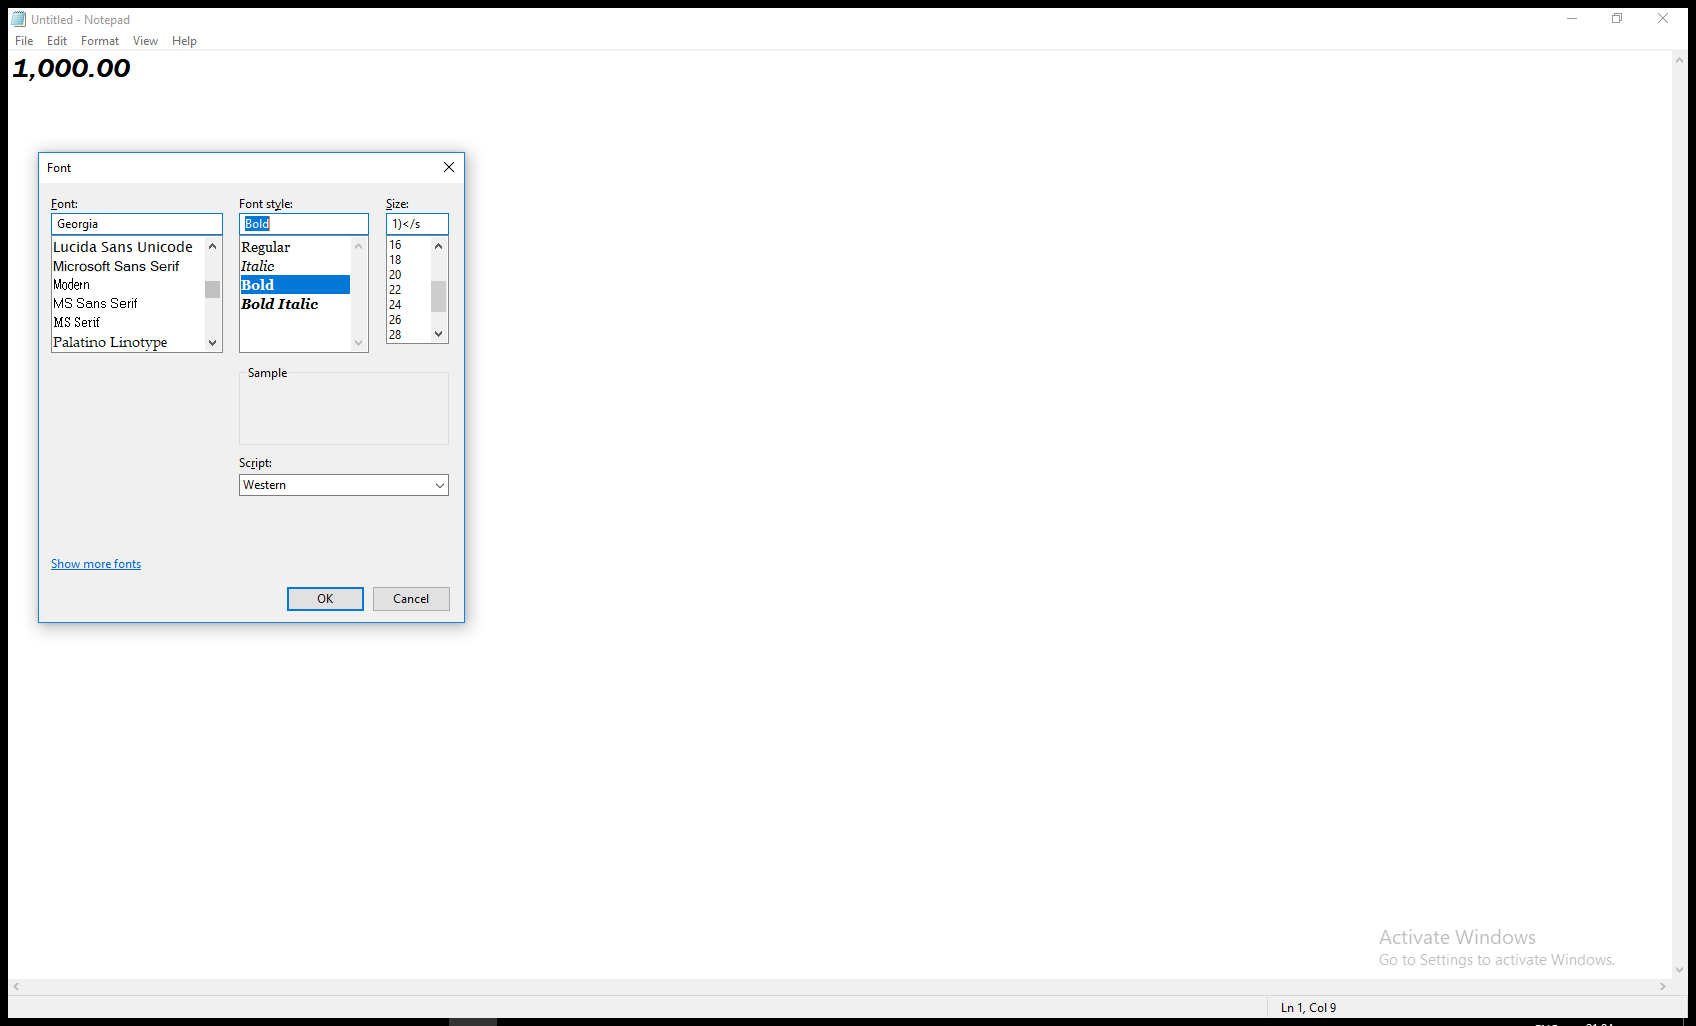 Untitled - Notepad
File Edit Format View Help
1,000.00
Font
Font: Font style: Size:
Georgia Bold 1)</s
Lucida Sans Unicode
Microsoft Sans Serif
Modern
MS Sans Serif
MS Serif
Palatino Linotype
Regular
Italic
Bold
Bold Italic
16
18
20
22
24
26
28
Sample
Script:
Western
Show more fonts
OK Cancel
Activate Windows
Go to Settings to activate Windows.
Ln 1, Col 9